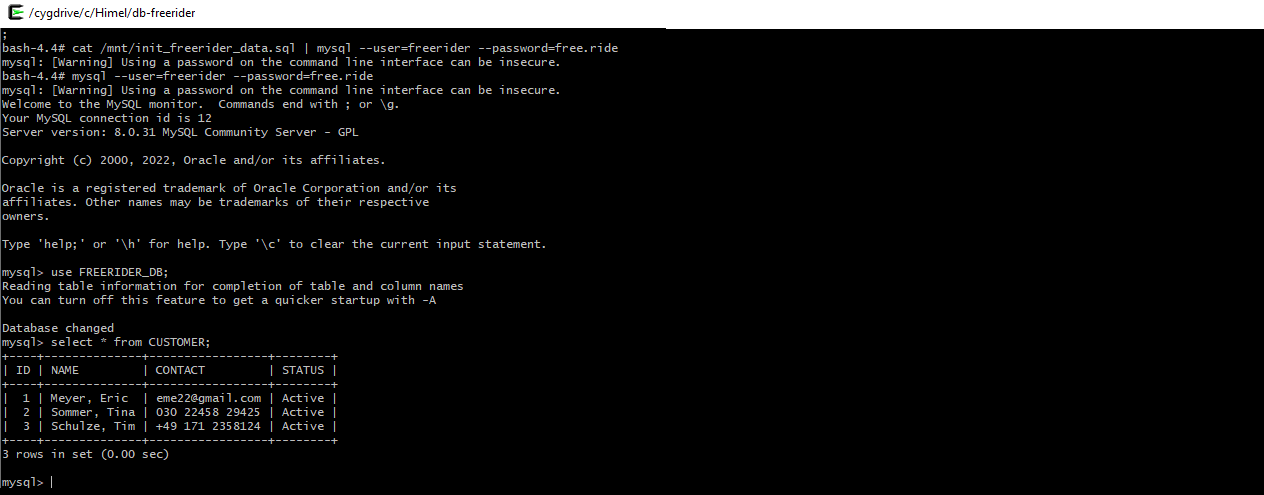 /cygdrive/c/Himel/db-freerider
;
bash-4.4# cat /mnt/init_freerider_data.sql | mysql --user=freerider --password=free.ride
mysql: [Warning] Using a password on the command line interface can be insecure.
bash-4.4# mysql --user=freerider --password=free.ride
mysql: [Warning] Using a password on the command line interface can be insecure.
Welcome to the MySQL monitor.  Commands end with ; or \g.
Your MySQL connection id is 12
Server version: 8.0.31 MySQL Community Server - GPL

Copyright (c) 2000, 2022, Oracle and/or its affiliates.

Oracle is a registered trademark of Oracle Corporation and/or its
affiliates. Other names may be trademarks of their respective
owners.

Type 'help;' or '\h' for help. Type '\c' to clear the current input statement.

mysql> use FREERIDER_DB;
Reading table information for completion of table and column names
You can turn off this feature to get a quicker startup with -A

Database changed
mysql> select * from CUSTOMER;
+----+--------------+-----------------+--------+
| ID | NAME         | CONTACT         | STATUS |
+----+--------------+-----------------+--------+
|  1 | Meyer, Eric  | eme22@gmail.com | Active |
|  2 | Sommer, Tina | 030 22458 29425 | Active |
|  3 | Schulze, Tim | +49 171 2358124 | Active |
+----+--------------+-----------------+--------+
3 rows in set (0.00 sec)

mysql>